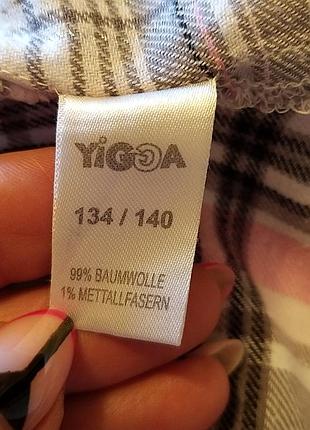 YiGGA
134 / 140
99% BAUMWOLLE
1% METTALLFASERN